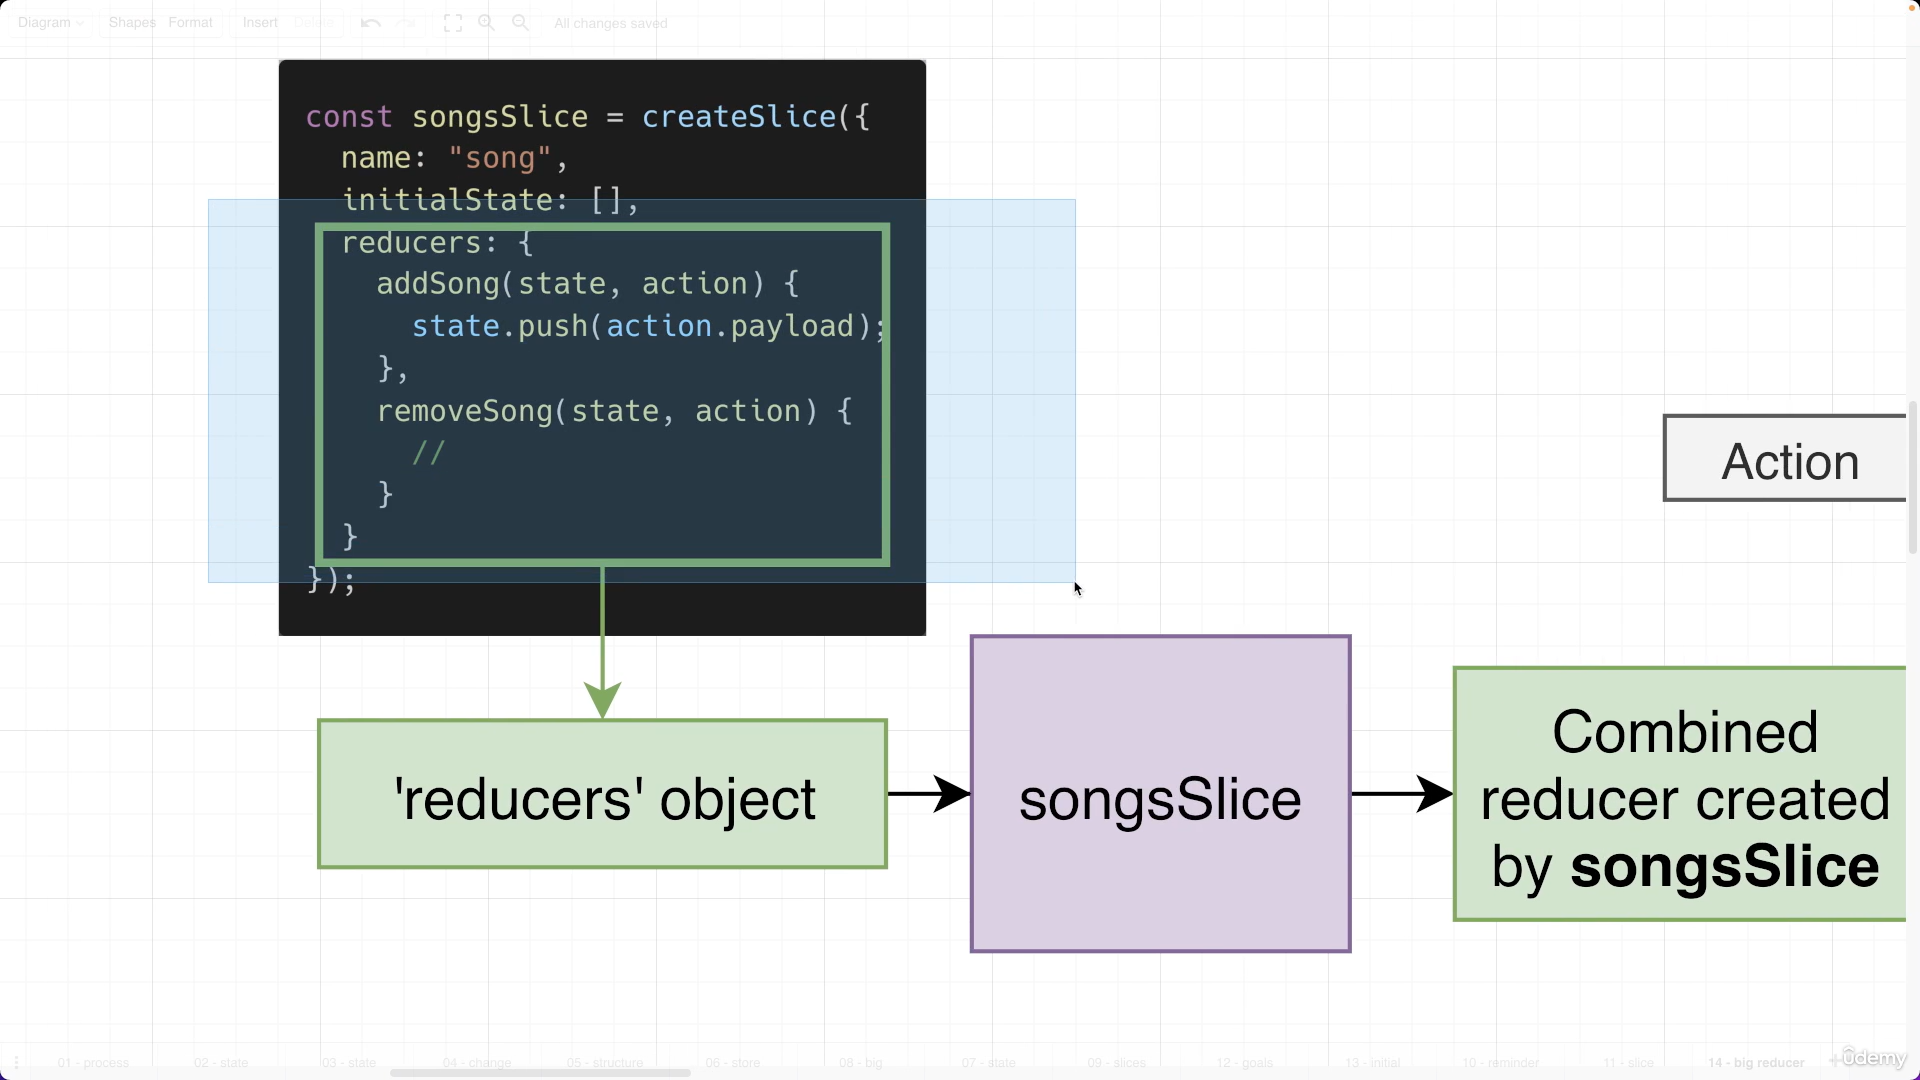 Diagram
Shapes
Format
Insert
Delete
All changes saved
const songsSlice = createSlice({
name: "song",
initialState: [],
reducers: {
addSong(state, action) {
state.push(action.payload);
},
removeSong(state, action) {
//
}
}
});
Action
'reducers' object
songsSlice
Combined
reducer created
by songsSlice
01 - process
02 - state
03 - state
04 - change
05 - structure
06 - store
08 - big
07 - state
09 - slices
12 - goals
13 - initial
10 - reminder
11 - slice
14 - big reducer
ûdemy